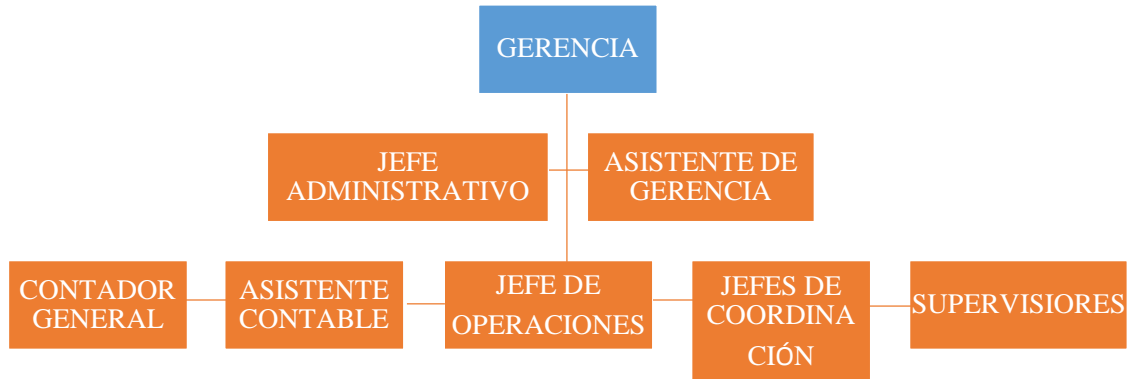 GERENCIA
JEFE
ADMINISTRATIVO
ASISTENTE DE
GERENCIA
CONTADOR
GENERAL
ASISTENTE
CONTABLE
JEFE DE
OPERACIONES
JEFES DE
COORDINA
CIÓN
SUPERVISIORES